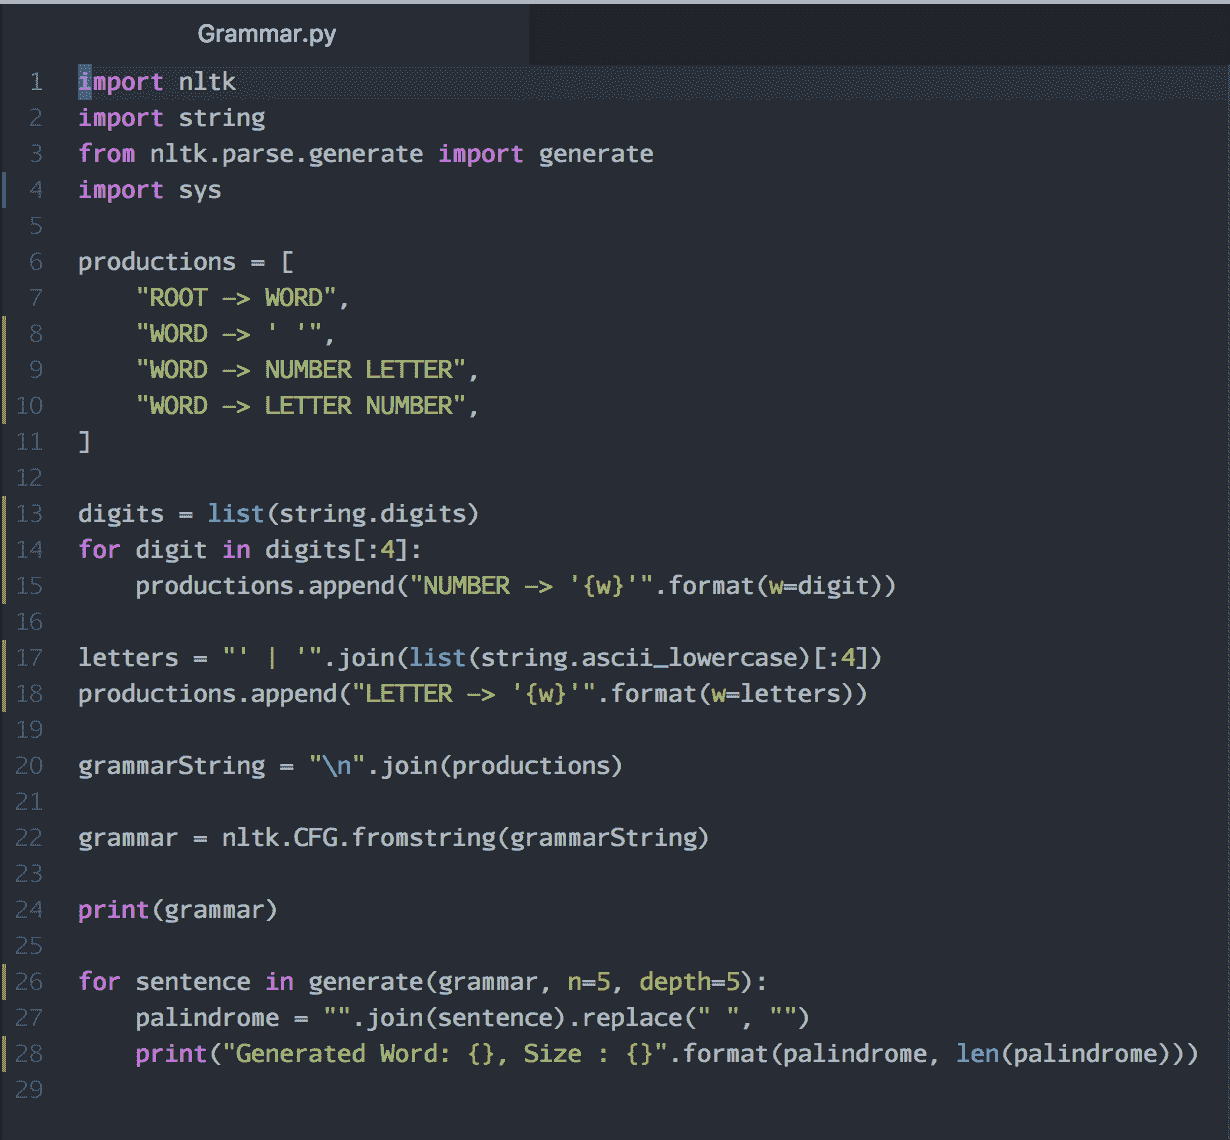 Grammar.py
1 import nltk
2 import string
3 from nltk.parse.generate import generate
4 import sys
5
6 productions = [
7     "ROOT -> WORD",
8     "WORD -> ' '",
9     "WORD -> NUMBER LETTER",
10     "WORD -> LETTER NUMBER",
11 ]
12
13 digits = list(string.digits)
14 for digit in digits[:4]:
15     productions.append("NUMBER -> '{w}'".format(w=digit))
16
17 letters = "' | '".join(list(string.ascii_lowercase)[:4])
18 productions.append("LETTER -> '{w}'".format(w=letters))
19
20 grammarString = "\n".join(productions)
21
22 grammar = nltk.CFG.fromstring(grammarString)
23
24 print(grammar)
25
26 for sentence in generate(grammar, n=5, depth=5):
27     palindrome = "".join(sentence).replace(" ", "")
28     print("Generated Word: {}, Size : {}".format(palindrome, len(palindrome)))
29